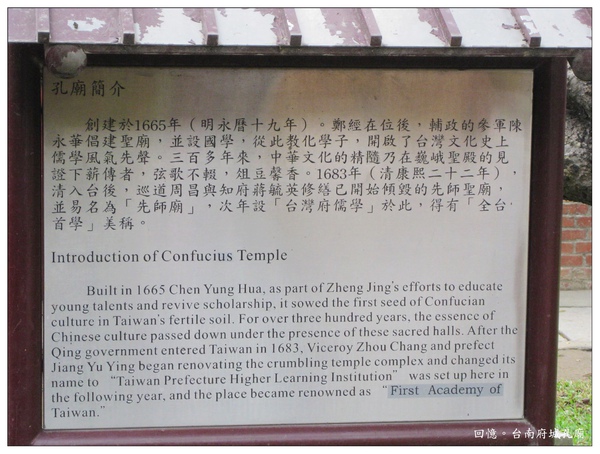 孔廟簡介
創建於1665年（明永曆十九年）。鄭經在位後，輔政的參軍陳
永華倡建聖廟，並設國學，從此教化學子，開啟了台灣文化史上
儒學風氣先聲。三百多年來，中華文化的精隨乃在巍峨聖殿的見
證下薪傳者，弦歌不輟，俎豆馨香。1683年（清康熙二十二年），
清入台後，巡道周昌與知府蔣毓英修繕已開始傾毀的先師聖廟，
並易名為「先師廟」，次年設「台灣府儒學」於此，得有「全台
首學」美稱。
Introduction of Confucius Temple
Built in 1665 Chen Yung Hua, as part of Zheng Jing's efforts to educate
young talents and revive scholarship, it sowed the first seed of Confucian
culture in Taiwan's fertile soil. For over three hundred years, the essence of
Chinese culture passed down under the presence of these sacred halls. After the
Qing government entered Taiwan in 1683, Viceroy Zhou Chang and prefect
Jiang Yu Ying began renovating the crumbling temple complex and changed its
name to “Taiwan Prefecture Higher Learning Institution” was set up here in
the following year, and the place became renowned as “First Academy of
Taiwan.”
回憶。台南府城孔廟